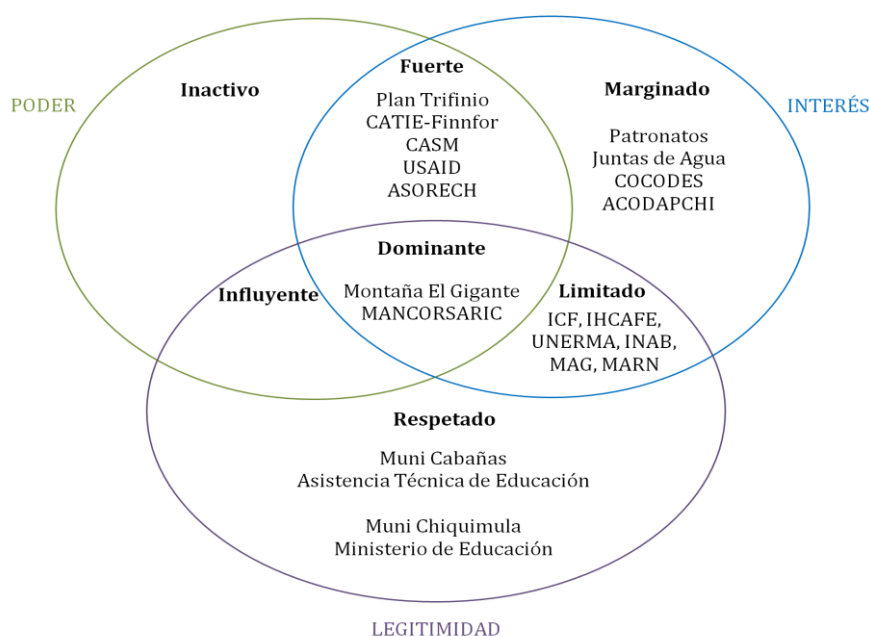 PODER
Inactivo
Fuerte
Plan Trifinio
CATIE-Finnfor
CASM
USAID
ASORECH
Marginado
Patronatos
Juntas de Agua
COCODES
ACODAPCHI
INTERÉS
Dominante
Montaña El Gigante
MANCORSARIC
Influyente
Limitado
ICF, IHCAFE,
UNERMA, INAB,
MAG, MARN
Respetado
Muni Cabañas
Asistencia Técnica de Educación
Muni Chiquimula
Ministerio de Educación
LEGITIMIDAD